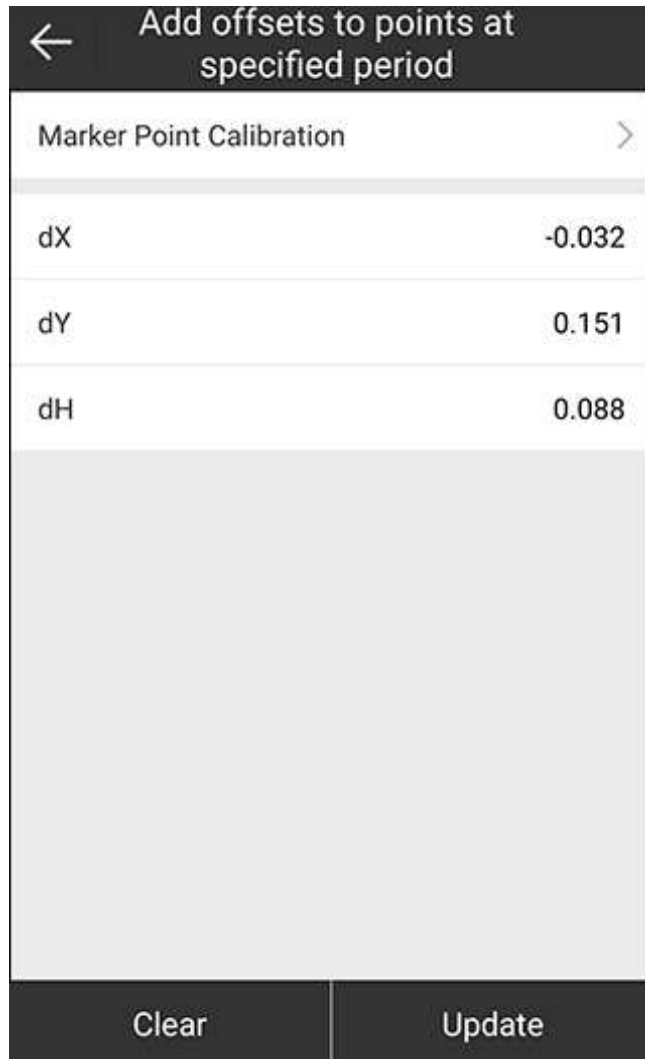 Add offsets to points at
specified period
Marker Point Calibration
dX -0.032
dY 0.151
dH 0.088
Clear Update